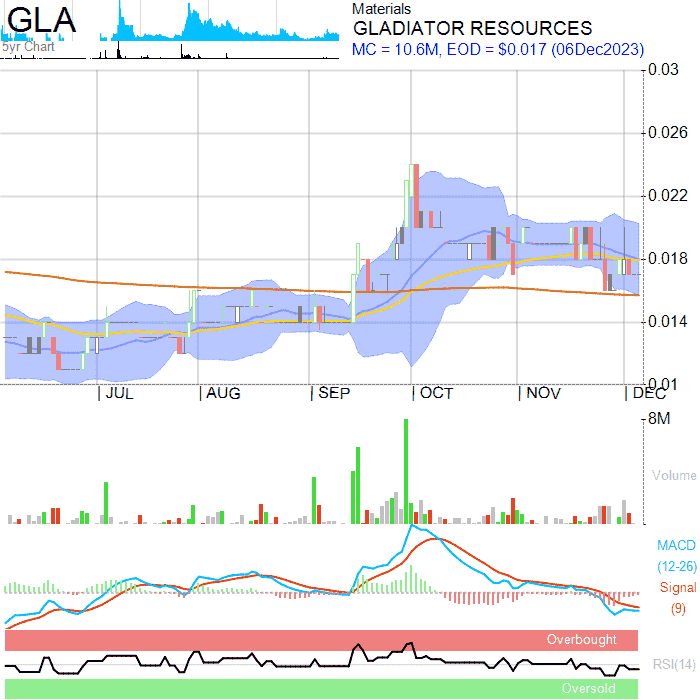 GLA
5yr Chart
Materials
GLADIATOR RESOURCES
MC = 10.6M, EOD = $0.017 (06Dec2023)
0.03
0.026
0.022
0.018
0.014
0.01
JUL
AUG
SEP
OCT
NOV
DEC
8M
Volume
MACD
(12-26)
Signal
(9)
Overbought
RSI(14)
Oversold